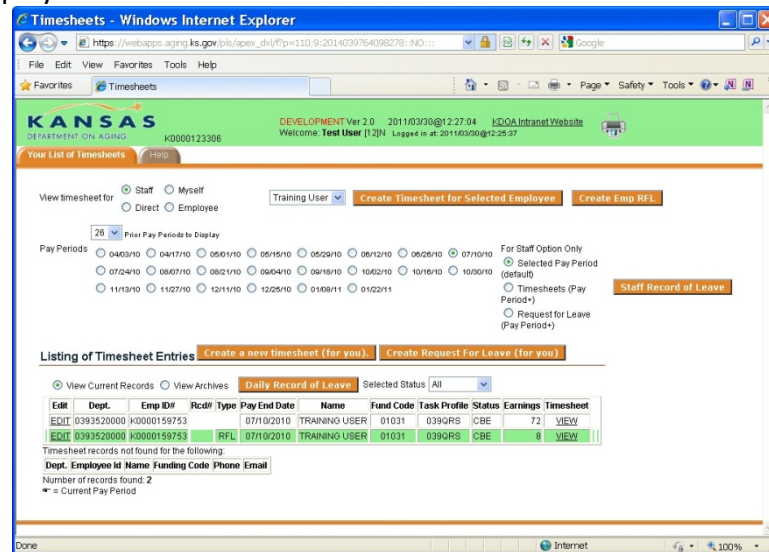 Timesheets - Windows Internet Explorer
https://webapps.aging.ks.gov/pls/apex_dvl/f?p=110:9:2014039764098278::NO:::
Google
File Edit View Favorites Tools Help
Favorites Timesheets Page Safety Tools
KANSAS
DEPARTMENT ON AGING K0000123306
DEVELOPMENT Ver 2.0 2011/03/30@12:27:04 KDOA Intranet Website
Welcome: Test User [12]N Logged in at: 2011/03/30@12:25:37
Your List of Timesheets Help
View timesheet for Staff Myself
Direct Employee
Training User Create Timesheet for Selected Employee Create Emp RFL
26 Prior Pay Periods to Display
Pay Periods 04/03/10 04/17/10 05/01/10 05/15/10 05/29/10 06/12/10 06/26/10 07/10/10
07/24/10 08/07/10 08/21/10 09/04/10 09/18/10 10/02/10 10/16/10 10/30/10
11/13/10 11/27/10 12/11/10 12/25/10 01/08/11 01/22/11
For Staff Option Only
Selected Pay Period
(default)
Timesheets (Pay
Period+)
Request for Leave
(Pay Period+)
Staff Record of Leave
Listing of Timesheet Entries Create a new timesheet (for you). Create Request For Leave (for you)
View Current Records View Archives Daily Record of Leave Selected Status All
Edit Dept. Emp ID# Rcd# Type Pay End Date Name Fund Code Task Profile Status Earnings Timesheet
EDIT 0393520000 K0000159753 07/10/2010 TRAINING USER 01031 039QRS CBE 72 VIEW
EDIT 0393520000 K0000159753 RFL 07/10/2010 TRAINING USER 01031 039QRS CBE 8 VIEW
Timesheet records not found for the following:
Dept. Employee Id Name Funding Code Phone Email
Number of records found: 2
= Current Pay Period
Done Internet 100%